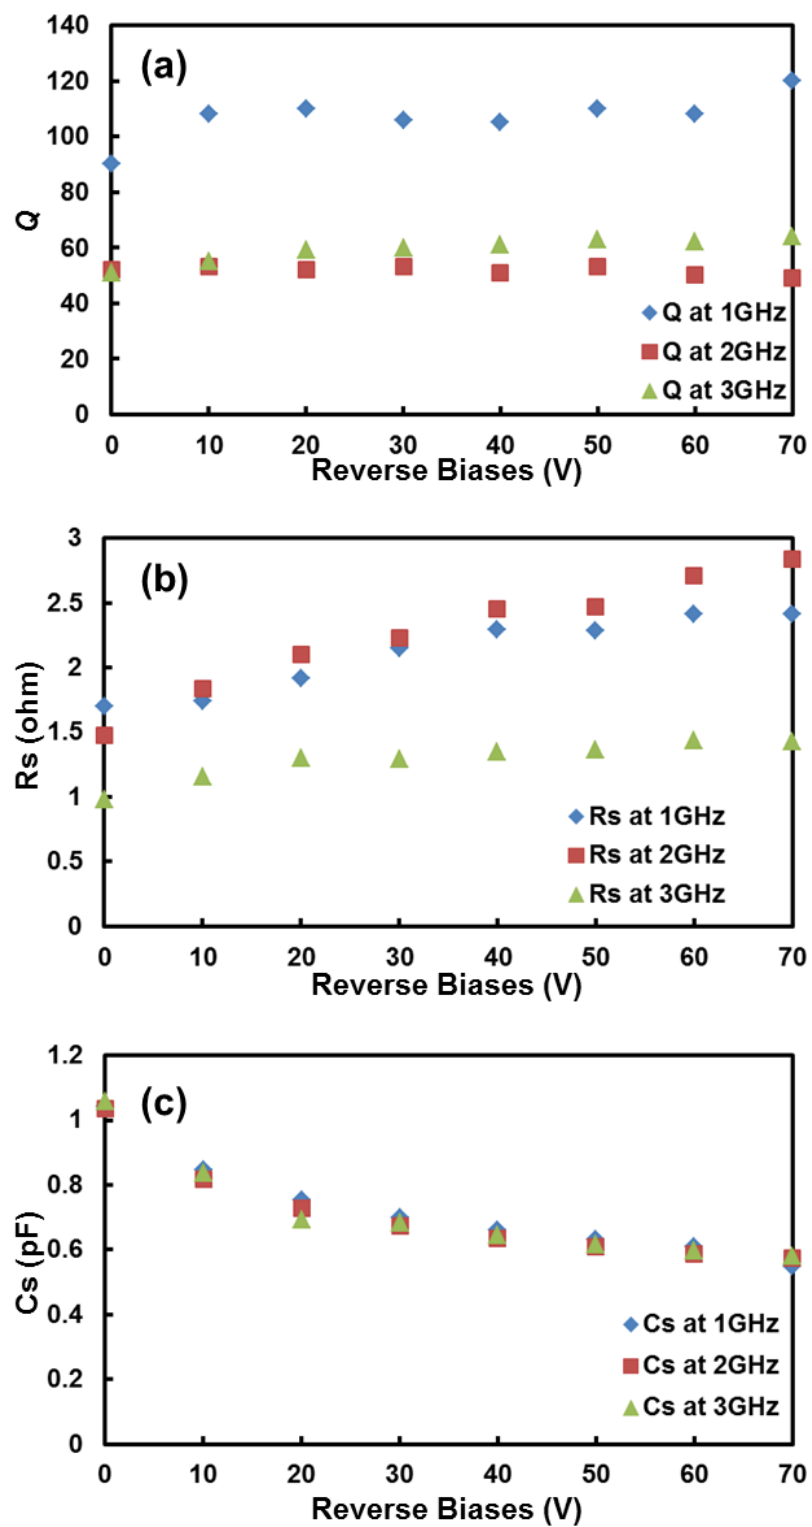 140
(a)
120
100
80
Q
60
40
20
0
Q at 1GHz
Q at 2GHz
Q at 3GHz
0 10 20 30 40 50 60 70
Reverse Biases (V)
3
(b)
2.5
2
Rs (ohm)
1.5
1
0.5
0
Rs at 1GHz
Rs at 2GHz
Rs at 3GHz
0 10 20 30 40 50 60 70
Reverse Biases (V)
1.2
(c)
1
0.8
Cs (pF)
0.6
0.4
0.2
0
Cs at 1GHz
Cs at 2GHz
Cs at 3GHz
0 10 20 30 40 50 60 70
Reverse Biases (V)